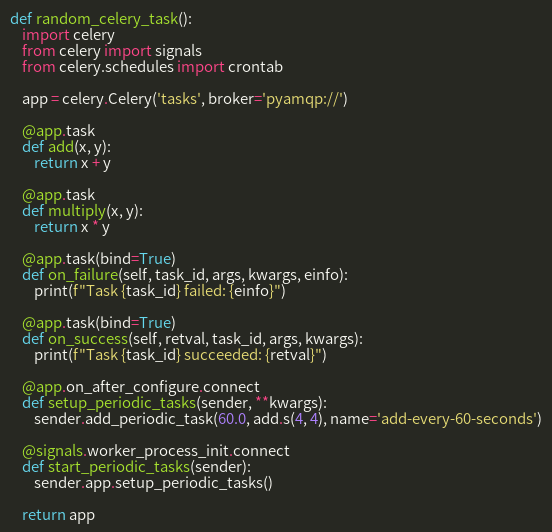 def random_celery_task():
    import celery
    from celery import signals
    from celery.schedules import crontab

    app = celery.Celery('tasks', broker='pyamqp://')

    @app.task
    def add(x, y):
        return x + y

    @app.task
    def multiply(x, y):
        return x * y

    @app.task(bind=True)
    def on_failure(self, task_id, args, kwargs, einfo):
        print(f"Task {task_id} failed: {einfo}")

    @app.task(bind=True)
    def on_success(self, retval, task_id, args, kwargs):
        print(f"Task {task_id} succeeded: {retval}")

    @app.on_after_configure.connect
    def setup_periodic_tasks(sender, **kwargs):
        sender.add_periodic_task(60.0, add.s(4, 4), name='add-every-60-seconds')

    @signals.worker_process_init.connect
    def start_periodic_tasks(sender):
        sender.app.setup_periodic_tasks()

    return app